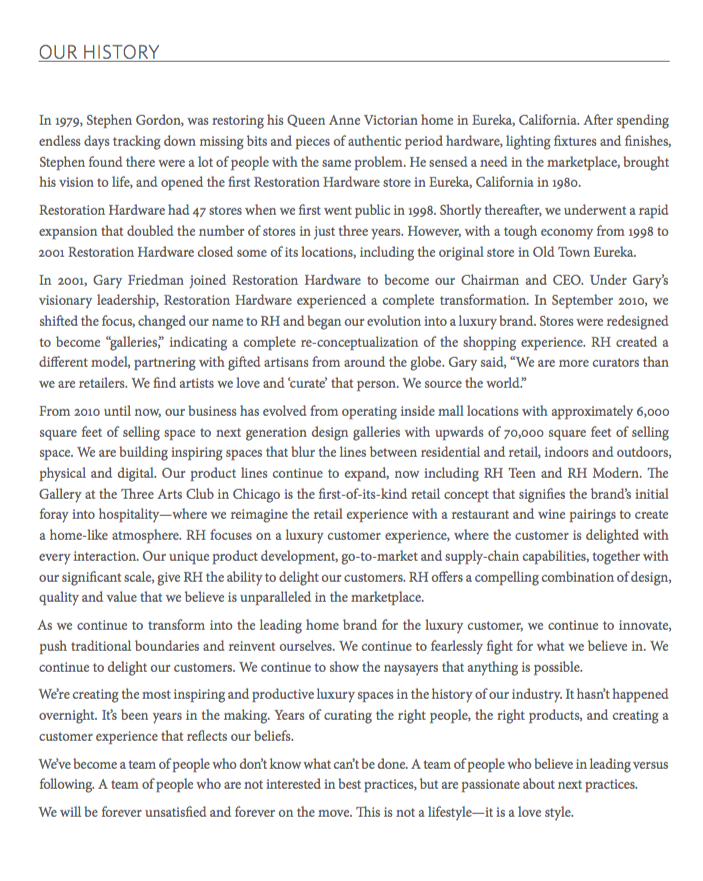 OUR HISTORY
In 1979, Stephen Gordon, was restoring his Queen Anne Victorian home in Eureka, California. After spending
endless days tracking down missing bits and pieces of authentic period hardware, lighting fixtures and finishes,
Stephen found there were a lot of people with the same problem. He sensed a need in the marketplace, brought
his vision to life, and opened the first Restoration Hardware store in Eureka, California in 1980.
Restoration Hardware had 47 stores when we first went public in 1998. Shortly thereafter, we underwent a rapid
expansion that doubled the number of stores in just three years. However, with a tough economy from 1998 to
2001 Restoration Hardware closed some of its locations, including the original store in Old Town Eureka.
In 2001, Gary Friedman joined Restoration Hardware to become our Chairman and CEO. Under Gary’s
visionary leadership, Restoration Hardware experienced a complete transformation. In September 2010, we
shifted the focus, changed our name to RH and began our evolution into a luxury brand. Stores were redesigned
to become “galleries,” indicating a complete re-conceptualization of the shopping experience. RH created a
different model, partnering with gifted artisans from around the globe. Gary said, “We are more curators than
we are retailers. We find artists we love and ‘curate’ that person. We source the world.”
From 2010 until now, our business has evolved from operating inside mall locations with approximately 6,000
square feet of selling space to next generation design galleries with upwards of 70,000 square feet of selling
space. We are building inspiring spaces that blur the lines between residential and retail, indoors and outdoors,
physical and digital. Our product lines continue to expand, now including RH Teen and RH Modern. The
Gallery at the Three Arts Club in Chicago is the first-of-its-kind retail concept that signifies the brand’s initial
foray into hospitality—where we reimagine the retail experience with a restaurant and wine pairings to create
a home-like atmosphere. RH focuses on a luxury customer experience, where the customer is delighted with
every interaction. Our unique product development, go-to-market and supply-chain capabilities, together with
our significant scale, give RH the ability to delight our customers. RH offers a compelling combination of design,
quality and value that we believe is unparalleled in the marketplace.
As we continue to transform into the leading home brand for the luxury customer, we continue to innovate,
push traditional boundaries and reinvent ourselves. We continue to fearlessly fight for what we believe in. We
continue to delight our customers. We continue to show the naysayers that anything is possible.
We’re creating the most inspiring and productive luxury spaces in the history of our industry. It hasn’t happened
overnight. It’s been years in the making. Years of curating the right people, the right products, and creating a
customer experience that reflects our beliefs.
We’ve become a team of people who don’t know what can’t be done. A team of people who believe in leading versus
following. A team of people who are not interested in best practices, but are passionate about next practices.
We will be forever unsatisfied and forever on the move. This is not a lifestyle—it is a love style.